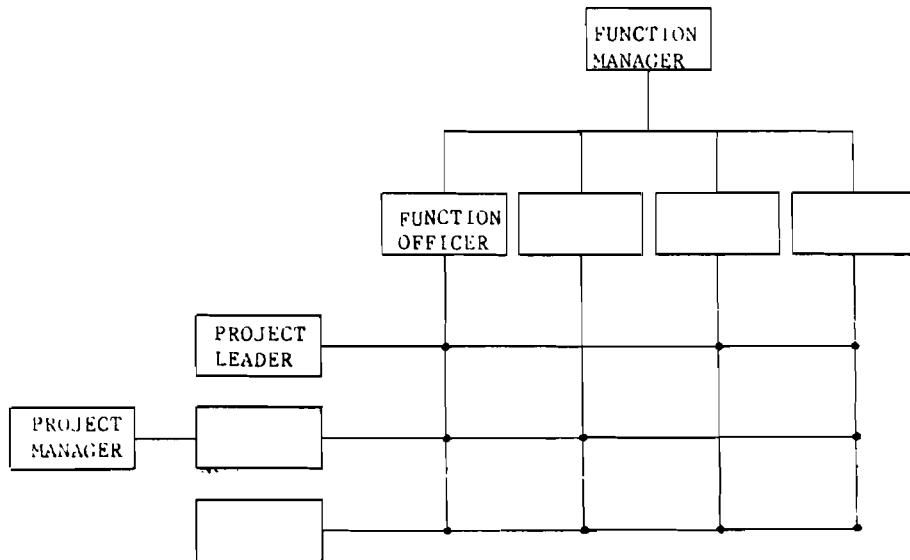 FUNCTION
MANAGER
FUNCTION
OFFICER
PROJECT
LEADER
PROJECT
MANAGER